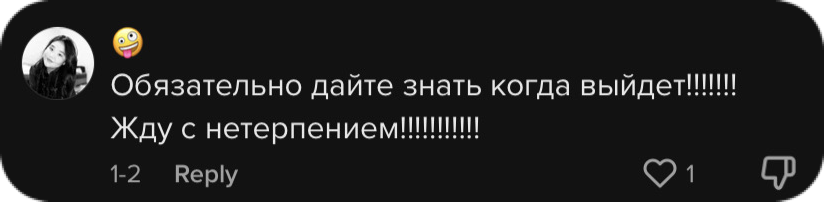 🤪
Обязательно дайте знать когда выйдет!!!!!!!
Жду с нетерпением!!!!!!!!!!!
1-2 Reply 1